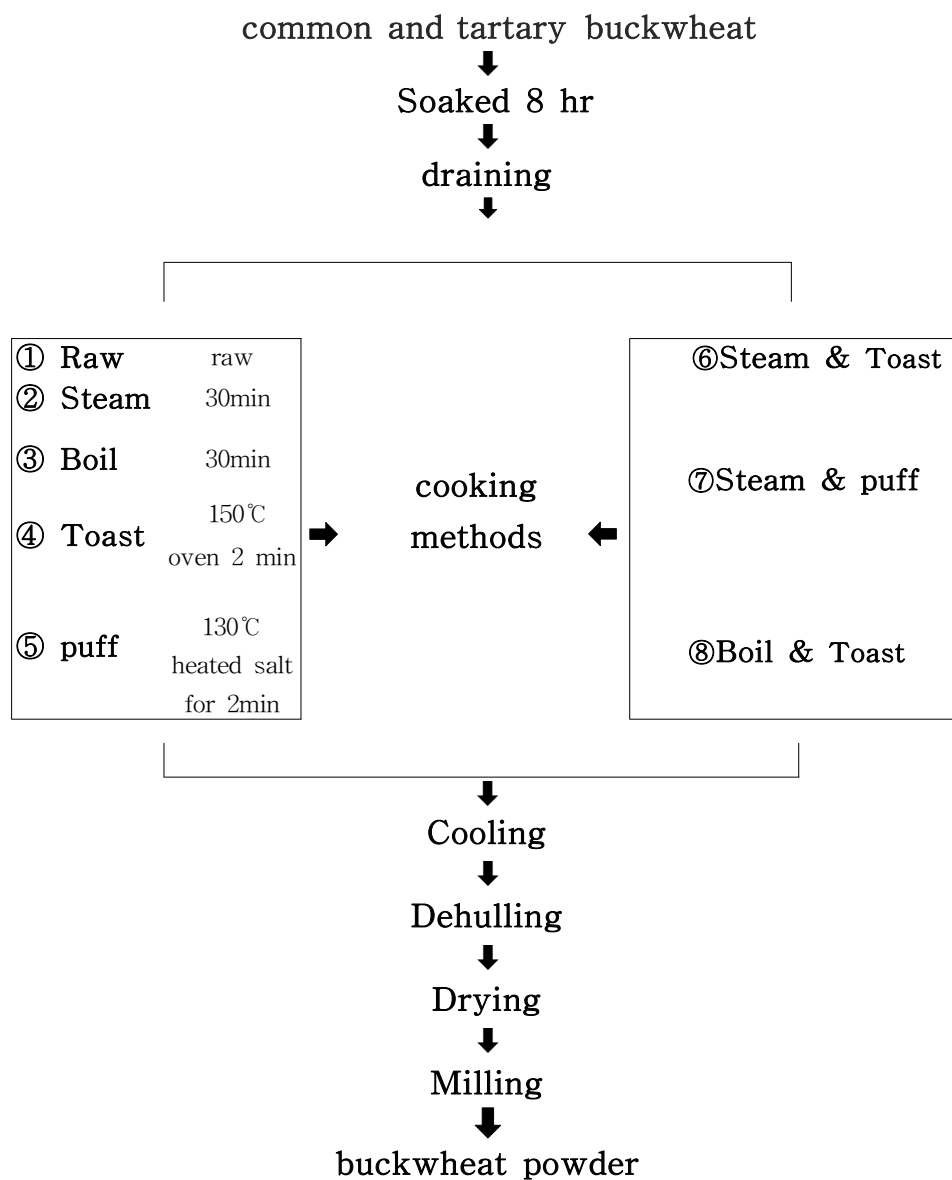 common and tartary buckwheat
Soaked 8 hr
draining
① Raw raw
② Steam 30min
③ Boil 30min
④ Toast 150℃
oven 2 min
⑤ puff 130℃
heated salt
for 2min
cooking
methods
⑥Steam & Toast
⑦Steam & puff
⑧Boil & Toast
Cooling
Dehulling
Drying
Milling
buckwheat powder